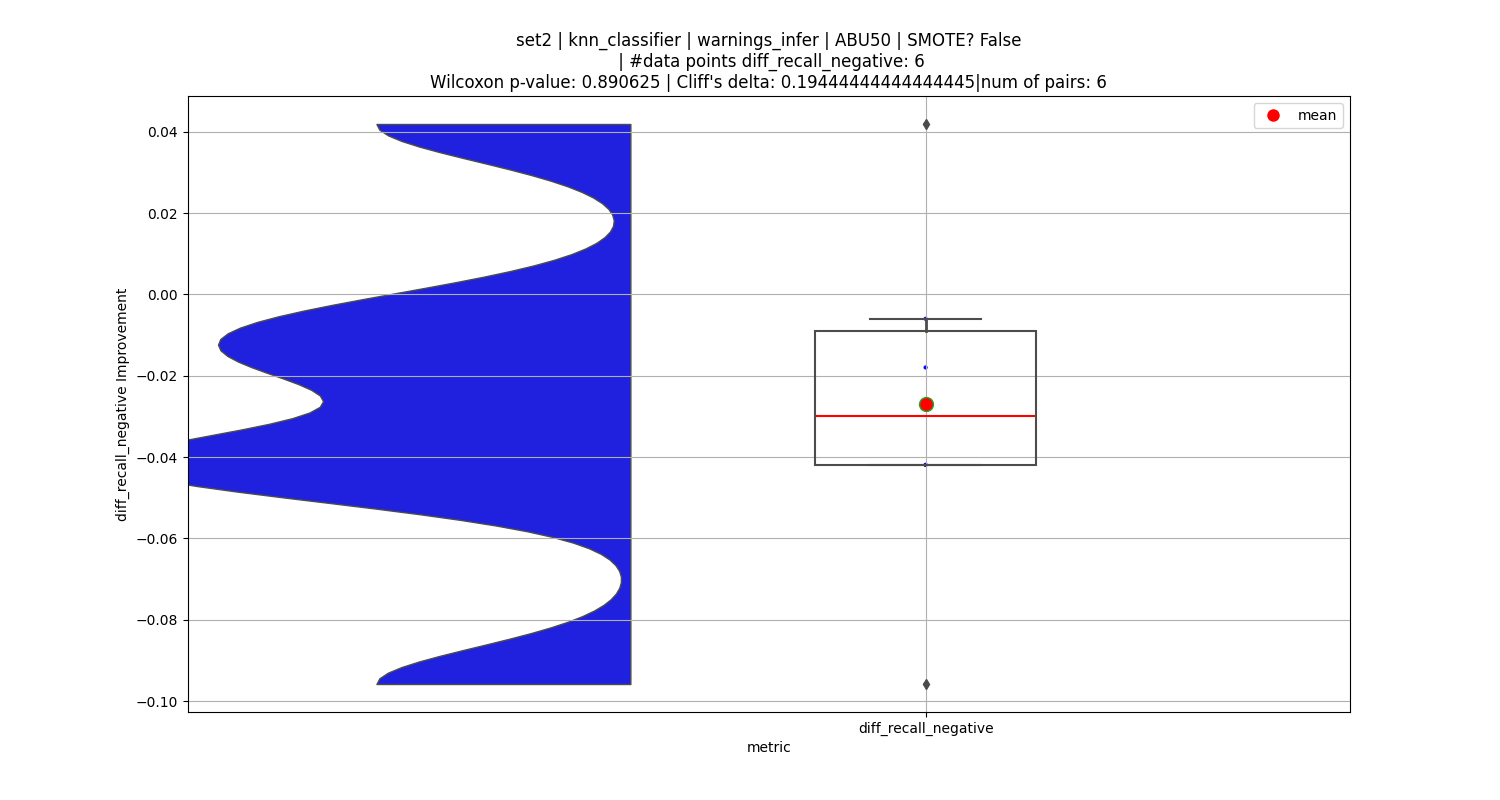 set2 | knn_classifier | warnings_infer | ABU50 | SMOTE? False
| #data points diff_recall_negative: 6
Wilcoxon p-value: 0.890625 | Cliff's delta: 0.19444444444444445|num of pairs: 6
mean
0.04
0.02
0.00
−0.02
−0.04
−0.06
−0.08
−0.10
diff_recall_negative Improvement
diff_recall_negative
metric